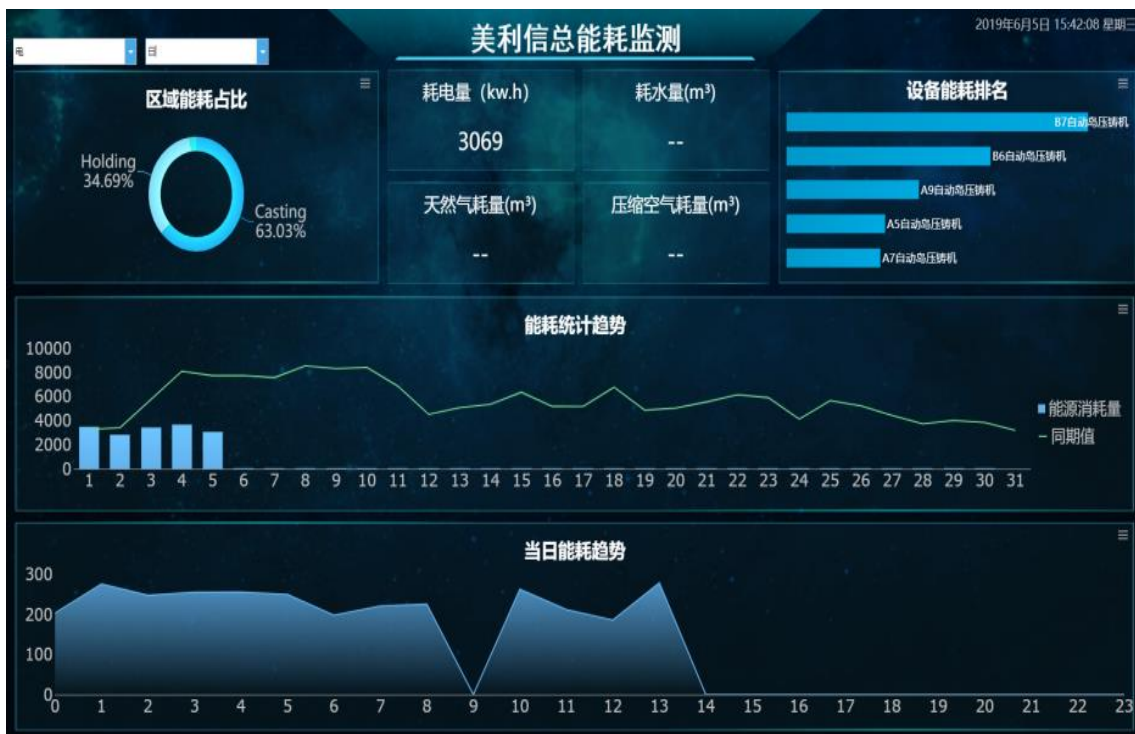 美利信总能耗监测
2019年6月5日 15:42:08 星期三
电
日
区域能耗占比
Holding
34.69%
Casting
63.03%
耗电量（kw.h）
3069
耗水量(m³)
--
天然气耗量(m³)
--
压缩空气耗量(m³)
--
设备能耗排名
B7自动岛压铸机
B6自动岛压铸机
A9自动岛压铸机
A5自动岛压铸机
A7自动岛压铸机
能耗统计趋势
10000
8000
6000
4000
2000
0
1 2 3 4 5 6 7 8 9 10 11 12 13 14 15 16 17 18 19 20 21 22 23 24 25 26 27 28 29 30 31
能源消耗量
同期值
当日能耗趋势
300
200
100
0
0 1 2 3 4 5 6 7 8 9 10 11 12 13 14 15 16 17 18 19 20 21 22 23